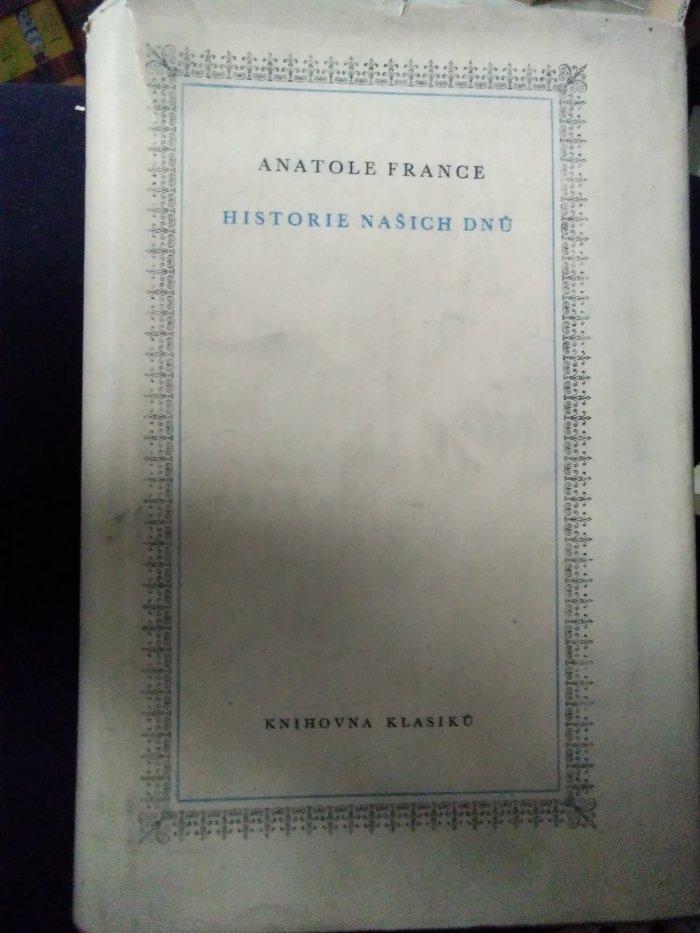 ANATOLE FRANCE
HISTORIE NAŠICH DNŮ
KNIHOVNA KLASIKŮ